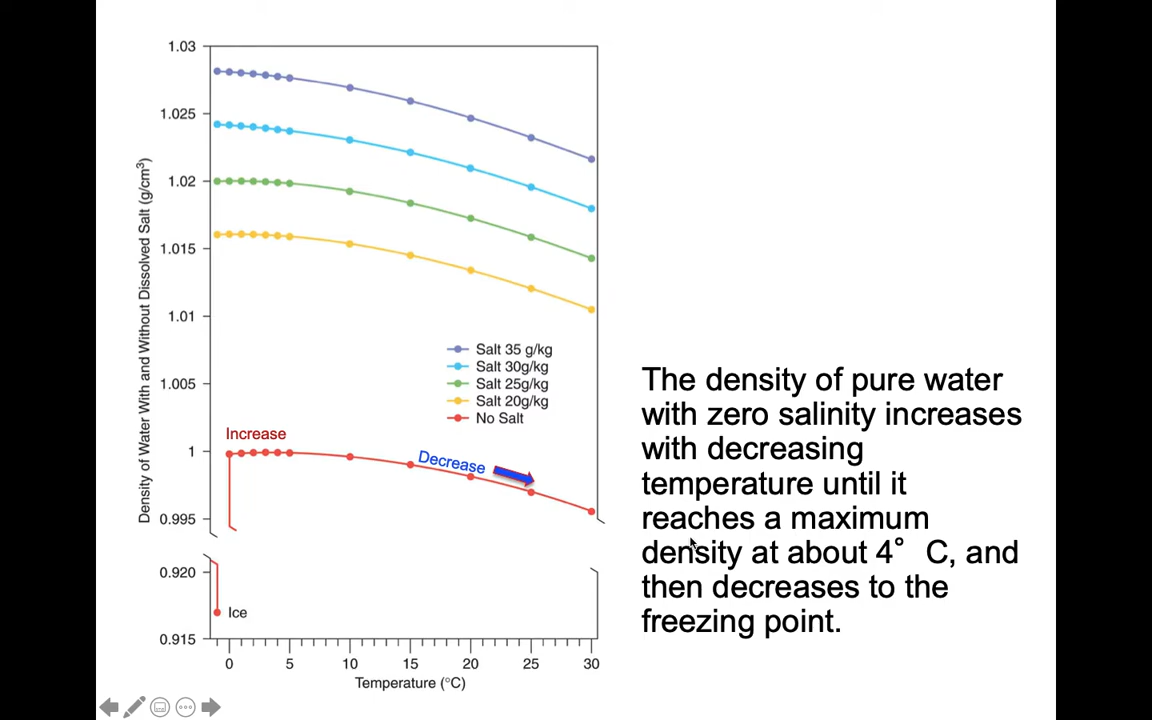 1.03
1.025
1.02
1.015
1.01
1.005
1
0.995
0.920
0.915
Density of Water With and Without Dissolved Salt (g/cm³)
Salt 35 g/kg
Salt 30g/kg
Salt 25g/kg
Salt 20g/kg
No Salt
Increase
Decrease
Ice
0 5 10 15 20 25 30
Temperature (°C)
The density of pure water
with zero salinity increases
with decreasing
temperature until it
reaches a maximum
density at about 4° C, and
then decreases to the
freezing point.